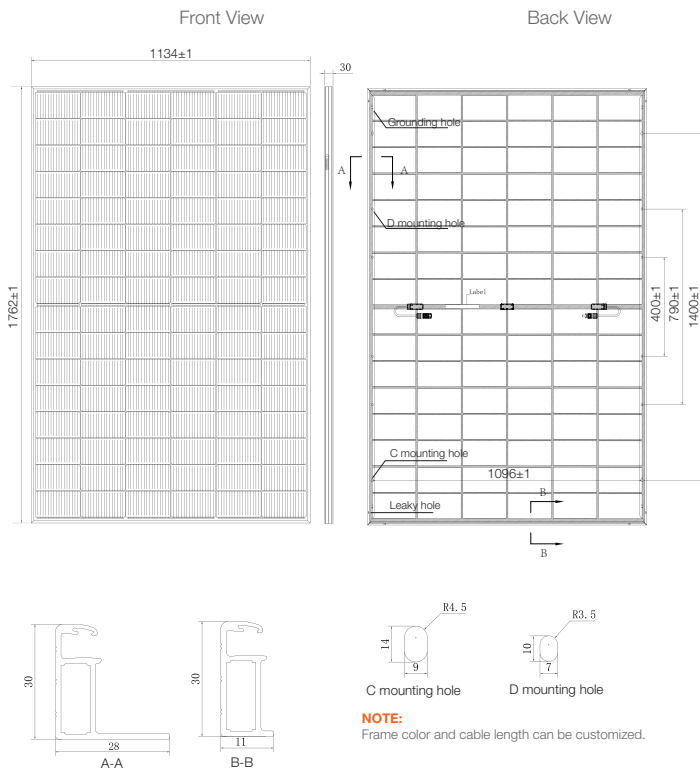 Front View
Back View
1134±1
30
Grounding hole
A
A
D mounting hole
1762±1
Label
400±1
790±1
1400±1
C mounting hole
1096±1
B
Leaky hole
B
R4.5
R3.5
14
9
10
7
C mounting hole
D mounting hole
30
28
A-A
30
11
B-B
NOTE:
Frame color and cable length can be customized.